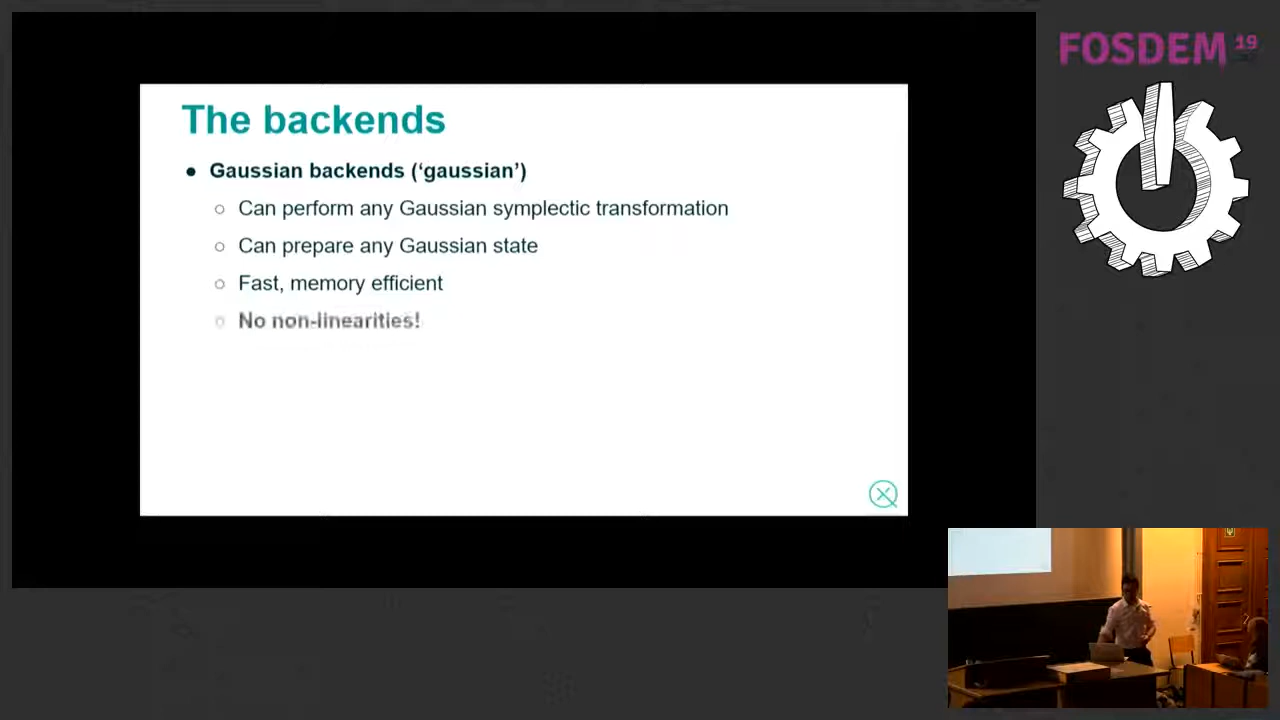 FOSDEM 19
The backends
● Gaussian backends (‘gaussian’)
○ Can perform any Gaussian symplectic transformation
○ Can prepare any Gaussian state
○ Fast, memory efficient
○ No non-linearities!